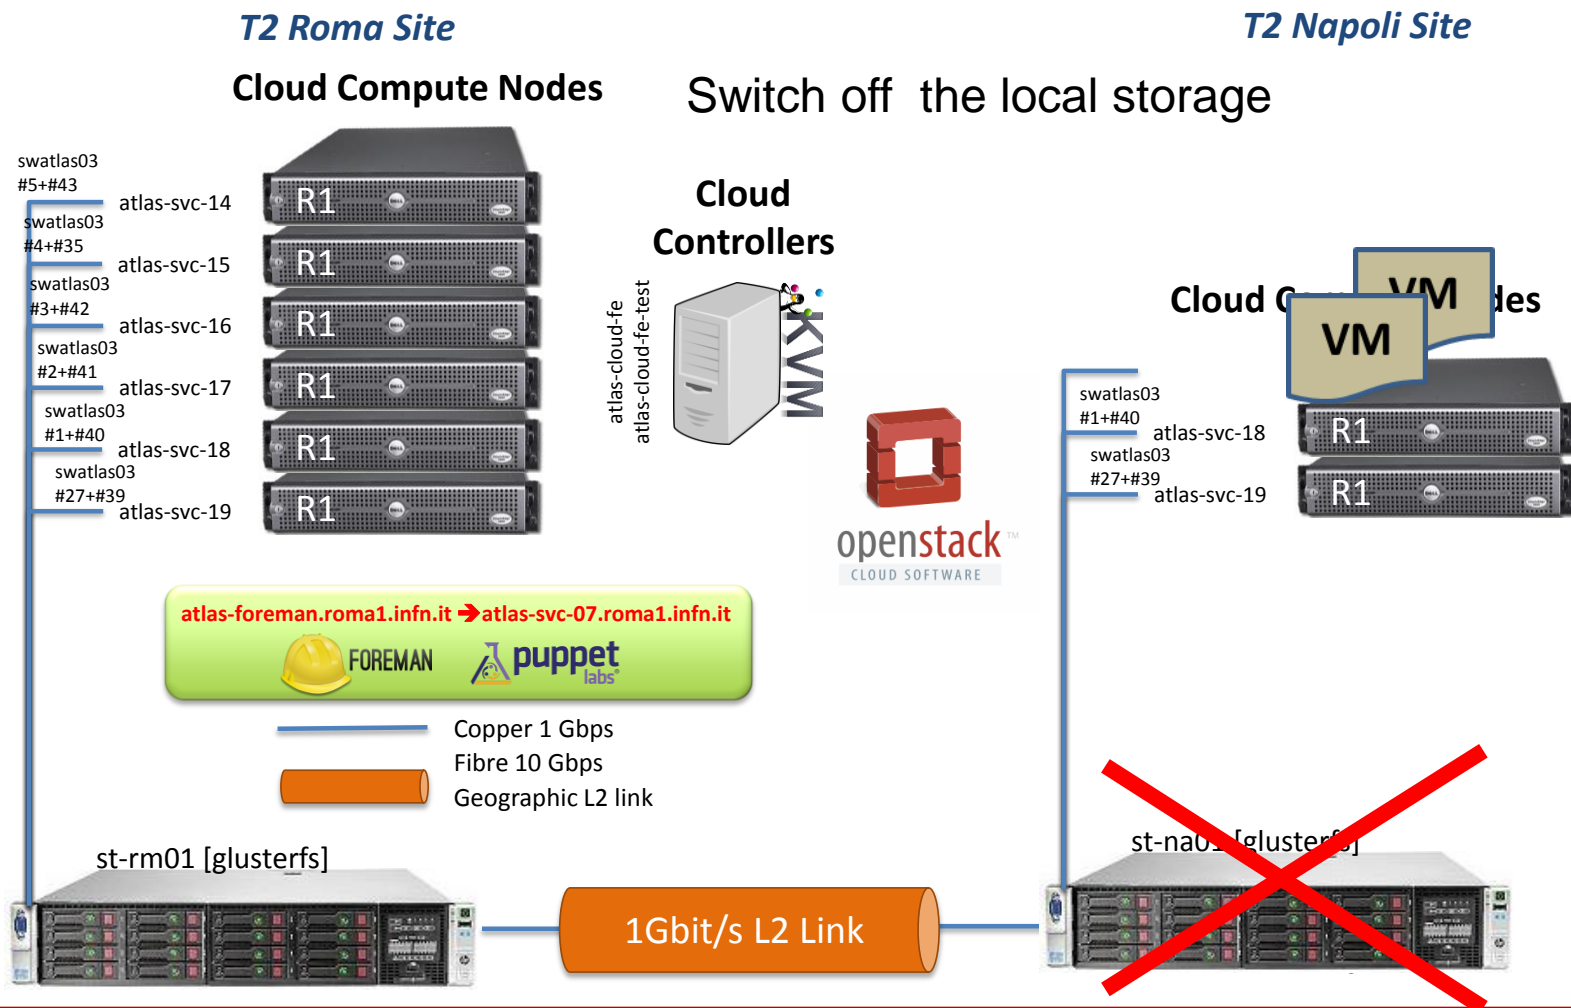 T2 Roma Site
T2 Napoli Site
Cloud Compute Nodes
Switch off the local storage
swatlas03
#5+#43
atlas-svc-14
R1
swatlas03
#4+#35
atlas-svc-15
R1
swatlas03
#3+#42
atlas-svc-16
R1
swatlas03
#2+#41
atlas-svc-17
R1
swatlas03
#1+#40
atlas-svc-18
R1
swatlas03
#27+#39
atlas-svc-19
R1
Cloud
Controllers
atlas-cloud-fe
atlas-cloud-fe-test
KVM
openstack TM
CLOUD SOFTWARE
Cloud
VM
VM
swatlas03
#1+#40
atlas-svc-18
R1
swatlas03
#27+#39
atlas-svc-19
R1
atlas-foreman.roma1.infn.it ➔ atlas-svc-07.roma1.infn.it
FOREMAN
puppet
labs®
Copper 1 Gbps
Fibre 10 Gbps
Geographic L2 link
st-rm01 [glusterfs]
1Gbit/s L2 Link
st-na01 [glusterfs]